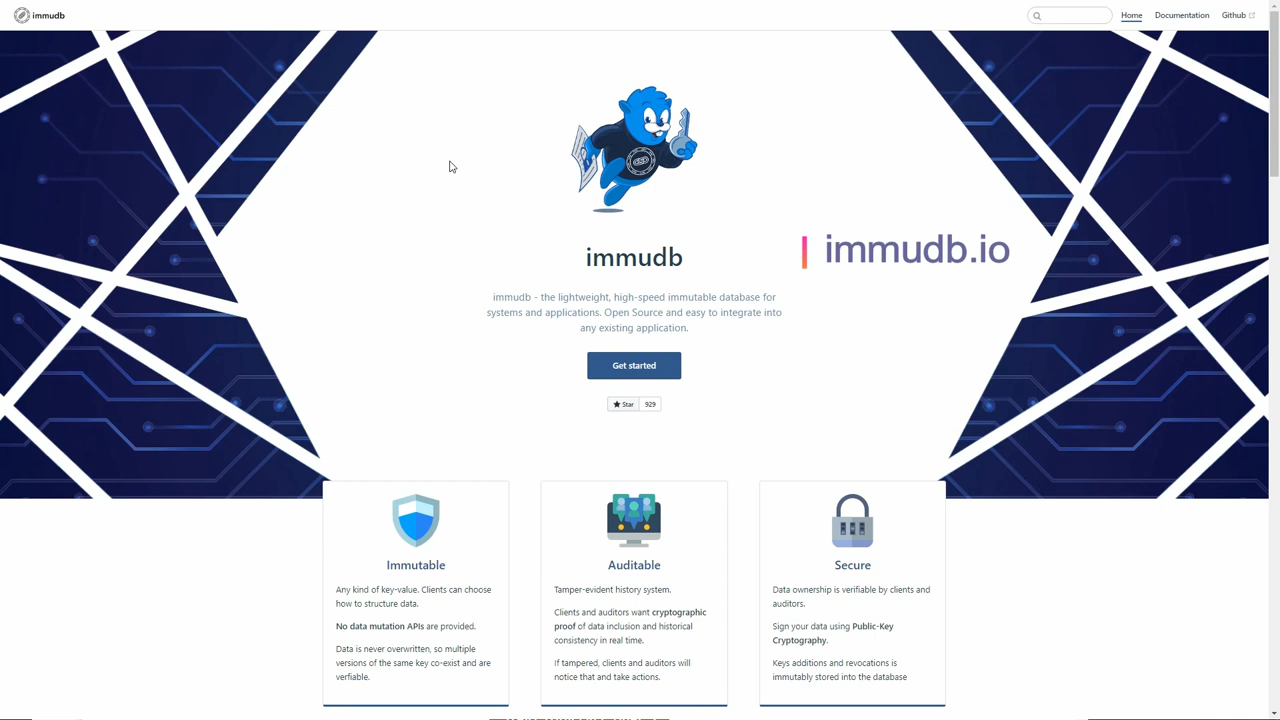 immudb
Home
Documentation
Github
immudb.io
immudb
immudb - the lightweight, high-speed immutable database for
systems and applications. Open Source and easy to integrate into
any existing application.
Get started
Star 929
Immutable
Any kind of key-value. Clients can choose
how to structure data.
No data mutation APIs are provided.
Data is never overwritten, so multiple
versions of the same key co-exist and are
verfiable.
Auditable
Tamper-evident history system.
Clients and auditors want cryptographic
proof of data inclusion and historical
consistency in real time.
If tampered, clients and auditors will
notice that and take actions.
Secure
Data ownership is verifiable by clients and
auditors.
Sign your data using Public-Key
Cryptography.
Keys additions and revocations is
immutably stored into the database